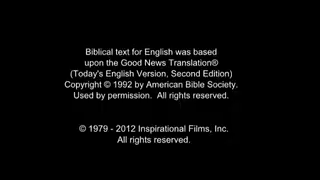 Biblical text for English was based
upon the Good News Translation®
(Today's English Version, Second Edition)
Copyright © 1992 by American Bible Society.
Used by permission.  All rights reserved.
© 1979 - 2012 Inspirational Films, Inc.
All rights reserved.